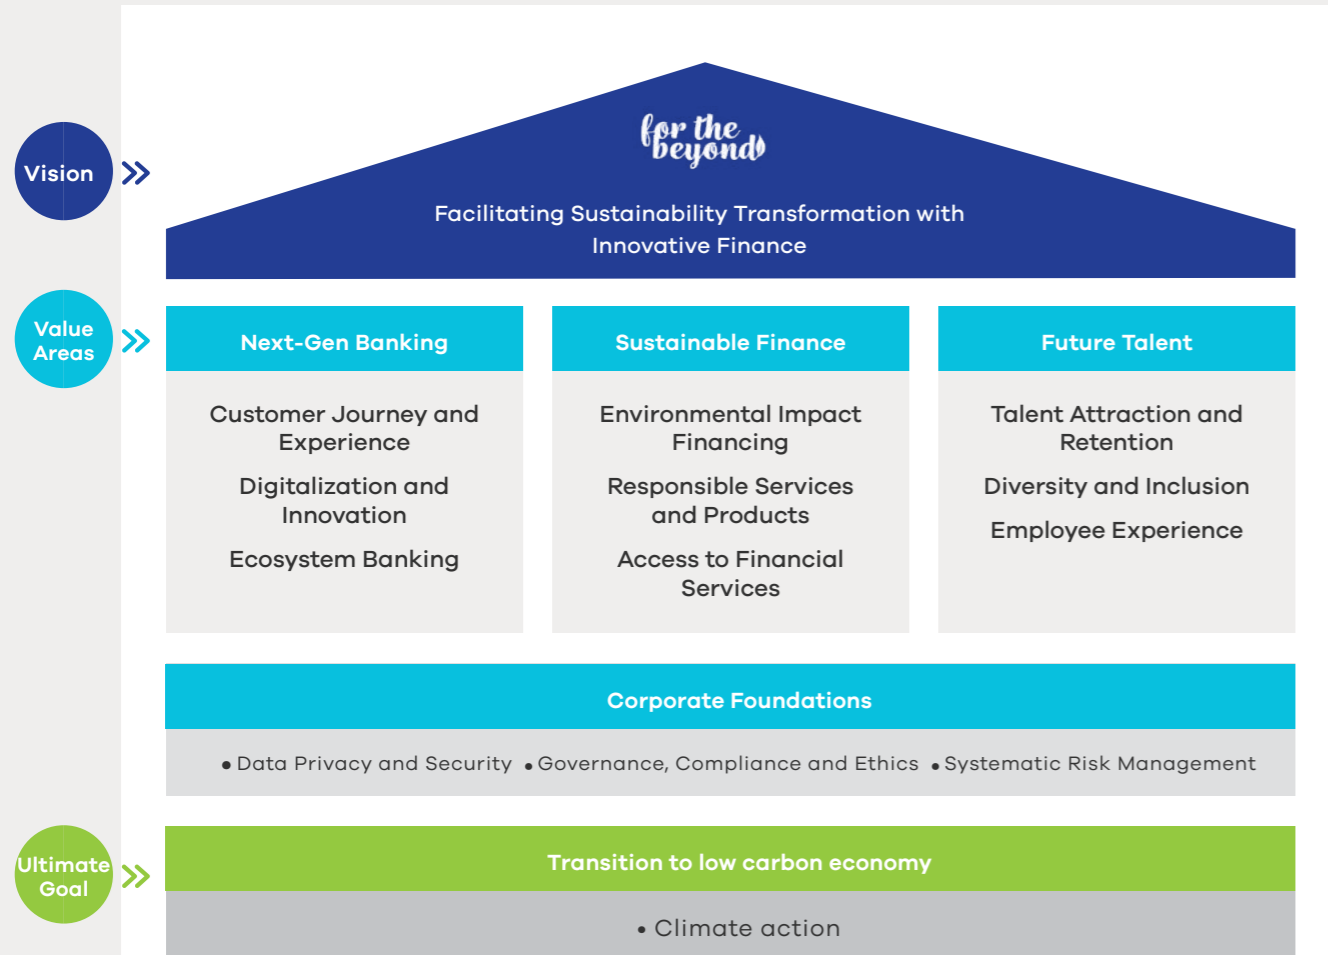 for the
beyond
Vision
Facilitating Sustainability Transformation with
Innovative Finance
Value
Areas
Next-Gen Banking
Customer Journey and
Experience
Digitalization and
Innovation
Ecosystem Banking
Sustainable Finance
Environmental Impact
Financing
Responsible Services
and Products
Access to Financial
Services
Future Talent
Talent Attraction and
Retention
Diversity and Inclusion
Employee Experience
Corporate Foundations
• Data Privacy and Security • Governance, Compliance and Ethics • Systematic Risk Management
Ultimate
Goal
Transition to low carbon economy
• Climate action